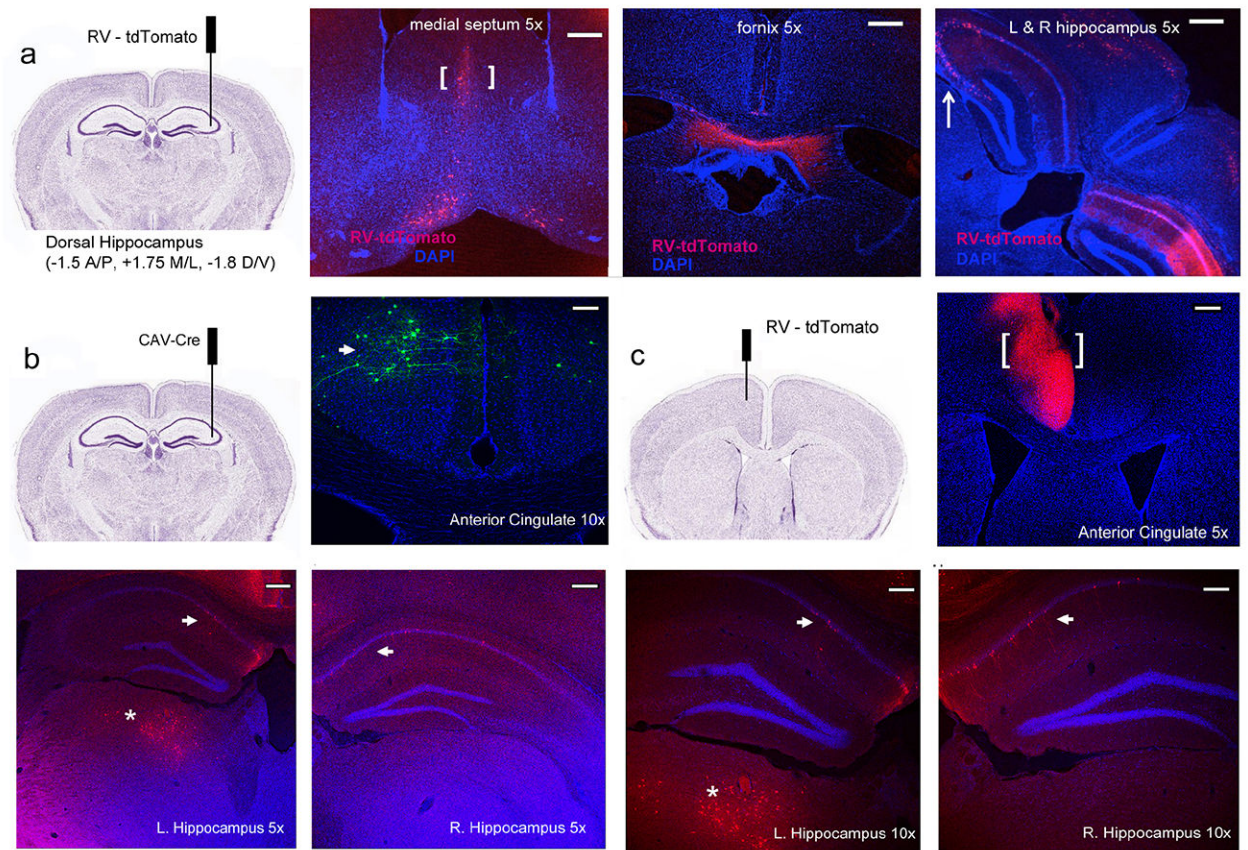 a
RV - tdTomato
Dorsal Hippocampus
(-1.5 A/P, +1.75 M/L, -1.8 D/V)
medial septum 5x
[ ]
RV-tdTomato
DAPI
fornix 5x
RV-tdTomato
DAPI
L & R hippocampus 5x
RV-tdTomato
DAPI
b
CAV-Cre
Anterior Cingulate 10x
c
RV - tdTomato
[ ]
Anterior Cingulate 5x
*
L. Hippocampus 5x
R. Hippocampus 5x
*
L. Hippocampus 10x
R. Hippocampus 10x